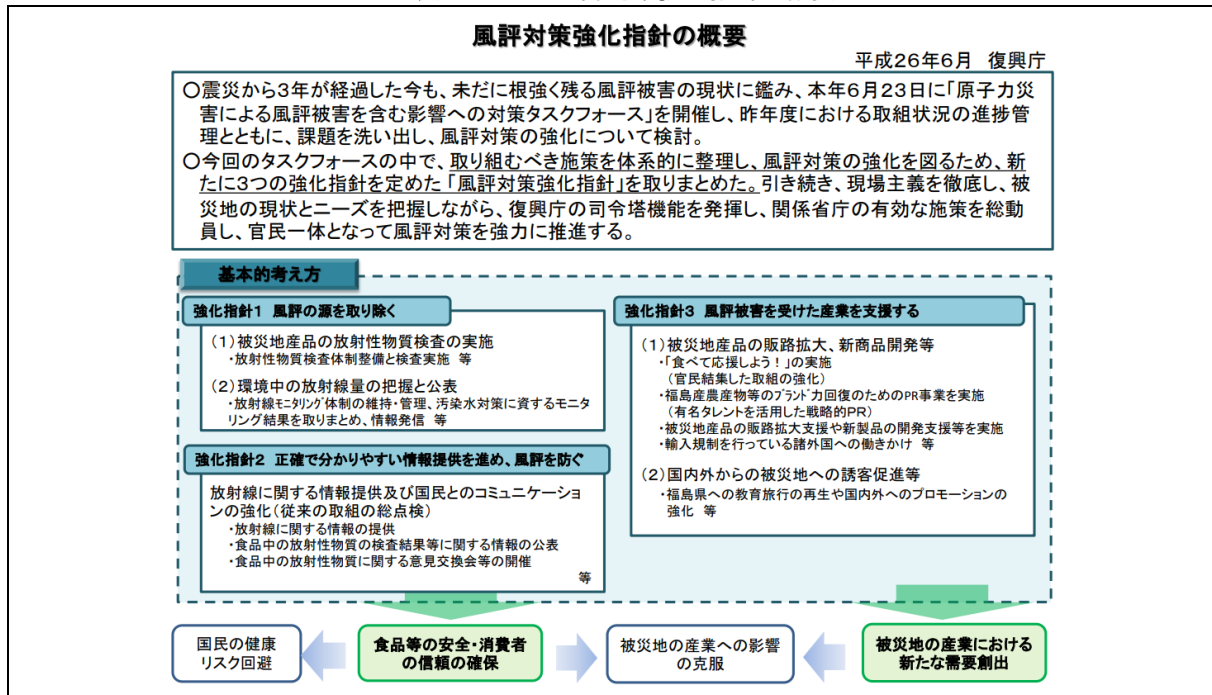 風評対策強化指針の概要
平成26年6月 復興庁
○震災から3年が経過した今も、未だに根強く残る風評被害の現状に鑑み、本年6月23日に「原子力災
害による風評被害を含む影響への対策タスクフォース」を開催し、昨年度における取組状況の進捗管
理とともに、課題を洗い出し、風評対策の強化について検討。
○今回のタスクフォースの中で、取り組むべき施策を体系的に整理し、風評対策の強化を図るため、新
たに3つの強化指針を定めた「風評対策強化指針」を取りまとめた。引き続き、現場主義を徹底し、被
災地の現状とニーズを把握しながら、復興庁の司令塔機能を発揮し、関係省庁の有効な施策を総動
員し、官民一体となって風評対策を強力に推進する。
基本的考え方
強化指針1 風評の源を取り除く
(1)被災地産品の放射性物質検査の実施
・放射性物質検査体制整備と検査実施 等
(2)環境中の放射線量の把握と公表
・放射線モニタリング体制の維持・管理、汚染水対策に資するモニタ
リング結果を取りまとめ、情報発信 等
強化指針2 正確で分かりやすい情報提供を進め、風評を防ぐ
放射線に関する情報提供及び国民とのコミュニケーショ
ンの強化(従来の取組の総点検)
・放射線に関する情報の提供
・食品中の放射性物質の検査結果等に関する情報の公表
・食品中の放射性物質に関する意見交換会等の開催
等
強化指針3 風評被害を受けた産業を支援する
(1)被災地産品の販路拡大、新商品開発等
・「食べて応援しよう!」の実施
(官民結集した取組の強化)
・福島産農産物等のブランド力回復のためのPR事業を実施
(有名タレントを活用した戦略的PR)
・被災地産品の販路拡大支援や新製品の開発支援等を実施
・輸入規制を行っている諸外国への働きかけ 等
(2)国内外からの被災地への誘客促進等
・福島県への教育旅行の再生や国内外へのプロモーションの
強化 等
国民の健康
リスク回避
食品等の安全・消費者
の信頼の確保
被災地の産業への影響
の克服
被災地の産業における
新たな需要創出